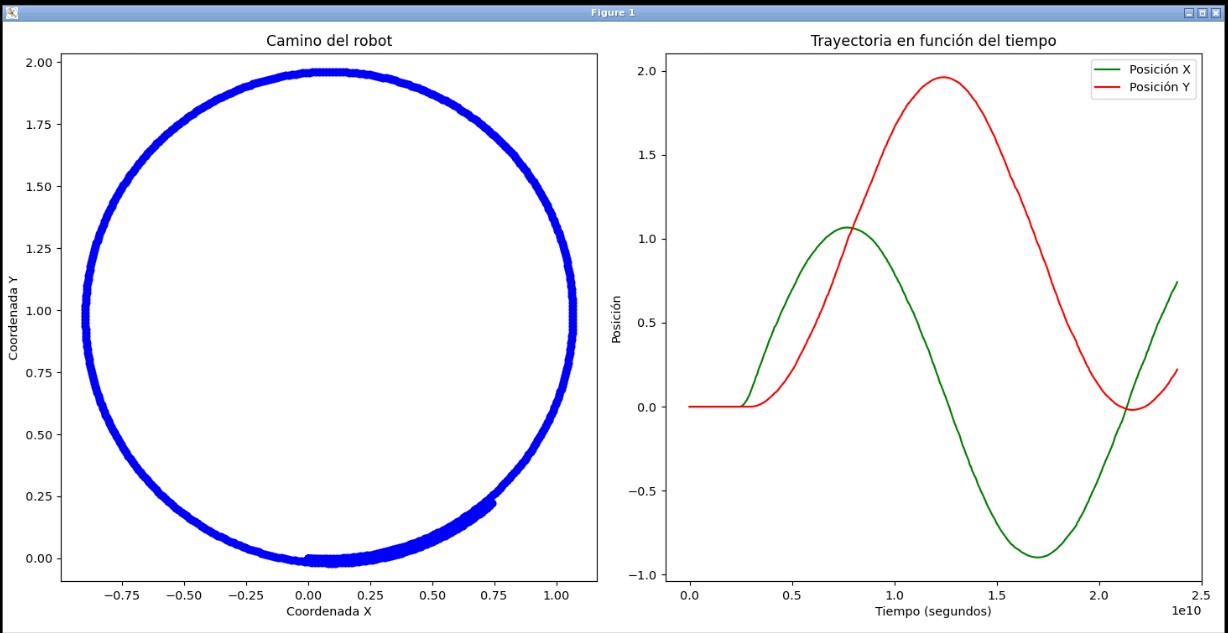 Figure 1
Camino del robot
2.00
1.75
1.50
1.25
1.00
0.75
0.50
0.25
0.00
Coordenada Y
−0.75 −0.50 −0.25 0.00 0.25 0.50 0.75 1.00
Coordenada X
Trayectoria en función del tiempo
Posición X
Posición Y
2.0
1.5
1.0
0.5
0.0
−0.5
−1.0
Posición
0.0 0.5 1.0 1.5 2.0 2.5
1e10
Tiempo (segundos)